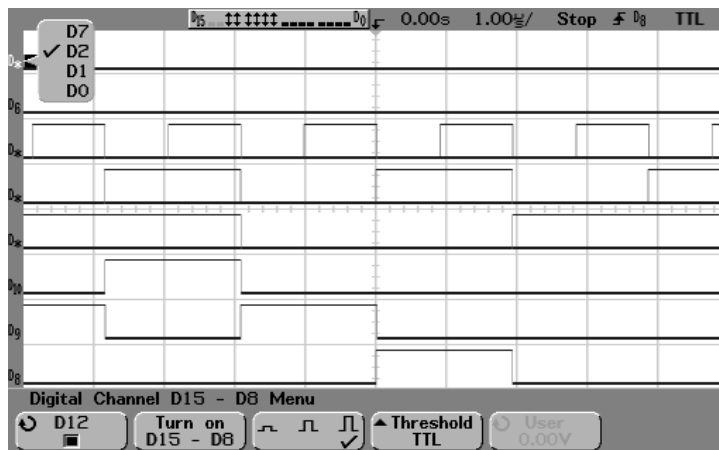 D15 D0 0.00s 1.00㎲/ Stop D8 TTL
D7
✓ D2
D1
D0
D*
D6
D*
D*
D*
D10
D9
D8
Digital Channel D15 - D8 Menu
D12
Turn on
D15 - D8
Threshold
TTL
User
0.00V